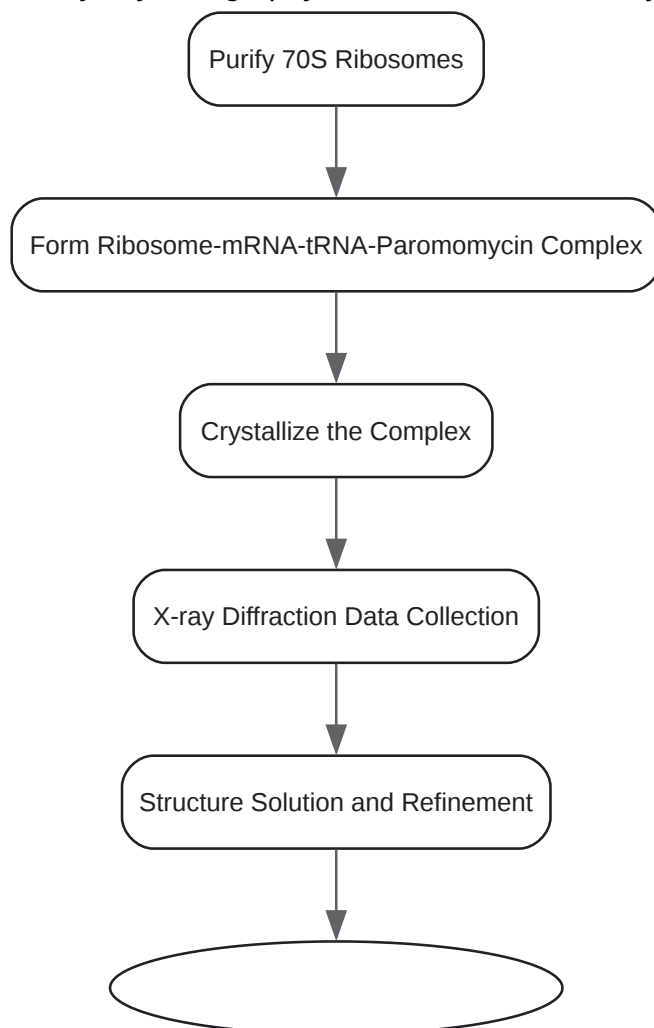 Purify 70S Ribosomes
Form Ribosome-mRNA-tRNA-Paromomycin Complex
Crystallize the Complex
X-ray Diffraction Data Collection
Structure Solution and Refinement